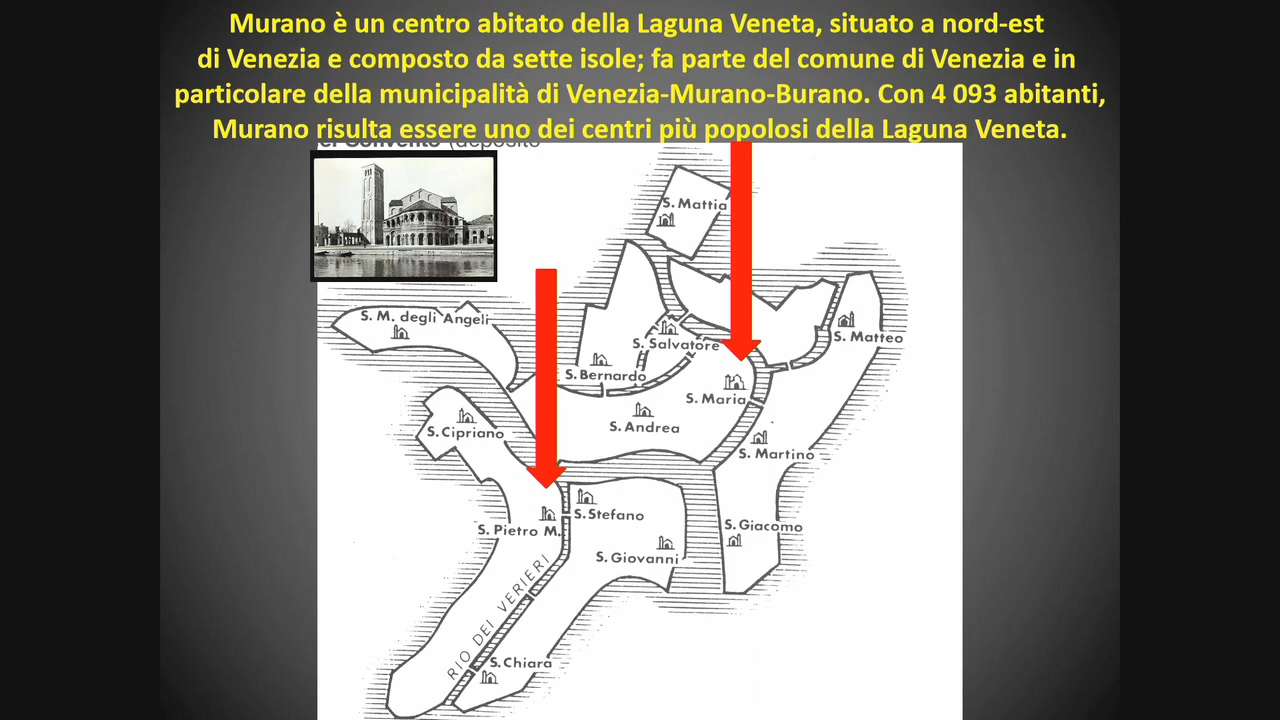 Murano è un centro abitato della Laguna Veneta, situato a nord-est
di Venezia e composto da sette isole; fa parte del comune di Venezia e in
particolare della municipalità di Venezia-Murano-Burano. Con 4 093 abitanti,
Murano risulta essere uno dei centri più popolosi della Laguna Veneta.
Convento (deposito
S. Mattia
S. M. degli Angeli
S. Salvatore
S. Matteo
S. Bernardo
S. Maria
S. Andrea
S. Cipriano
S. Martino
S. Stefano
S. Pietro M.
S. Giacomo
S. Giovanni
RIO DEI VERIERI
S. Chiara